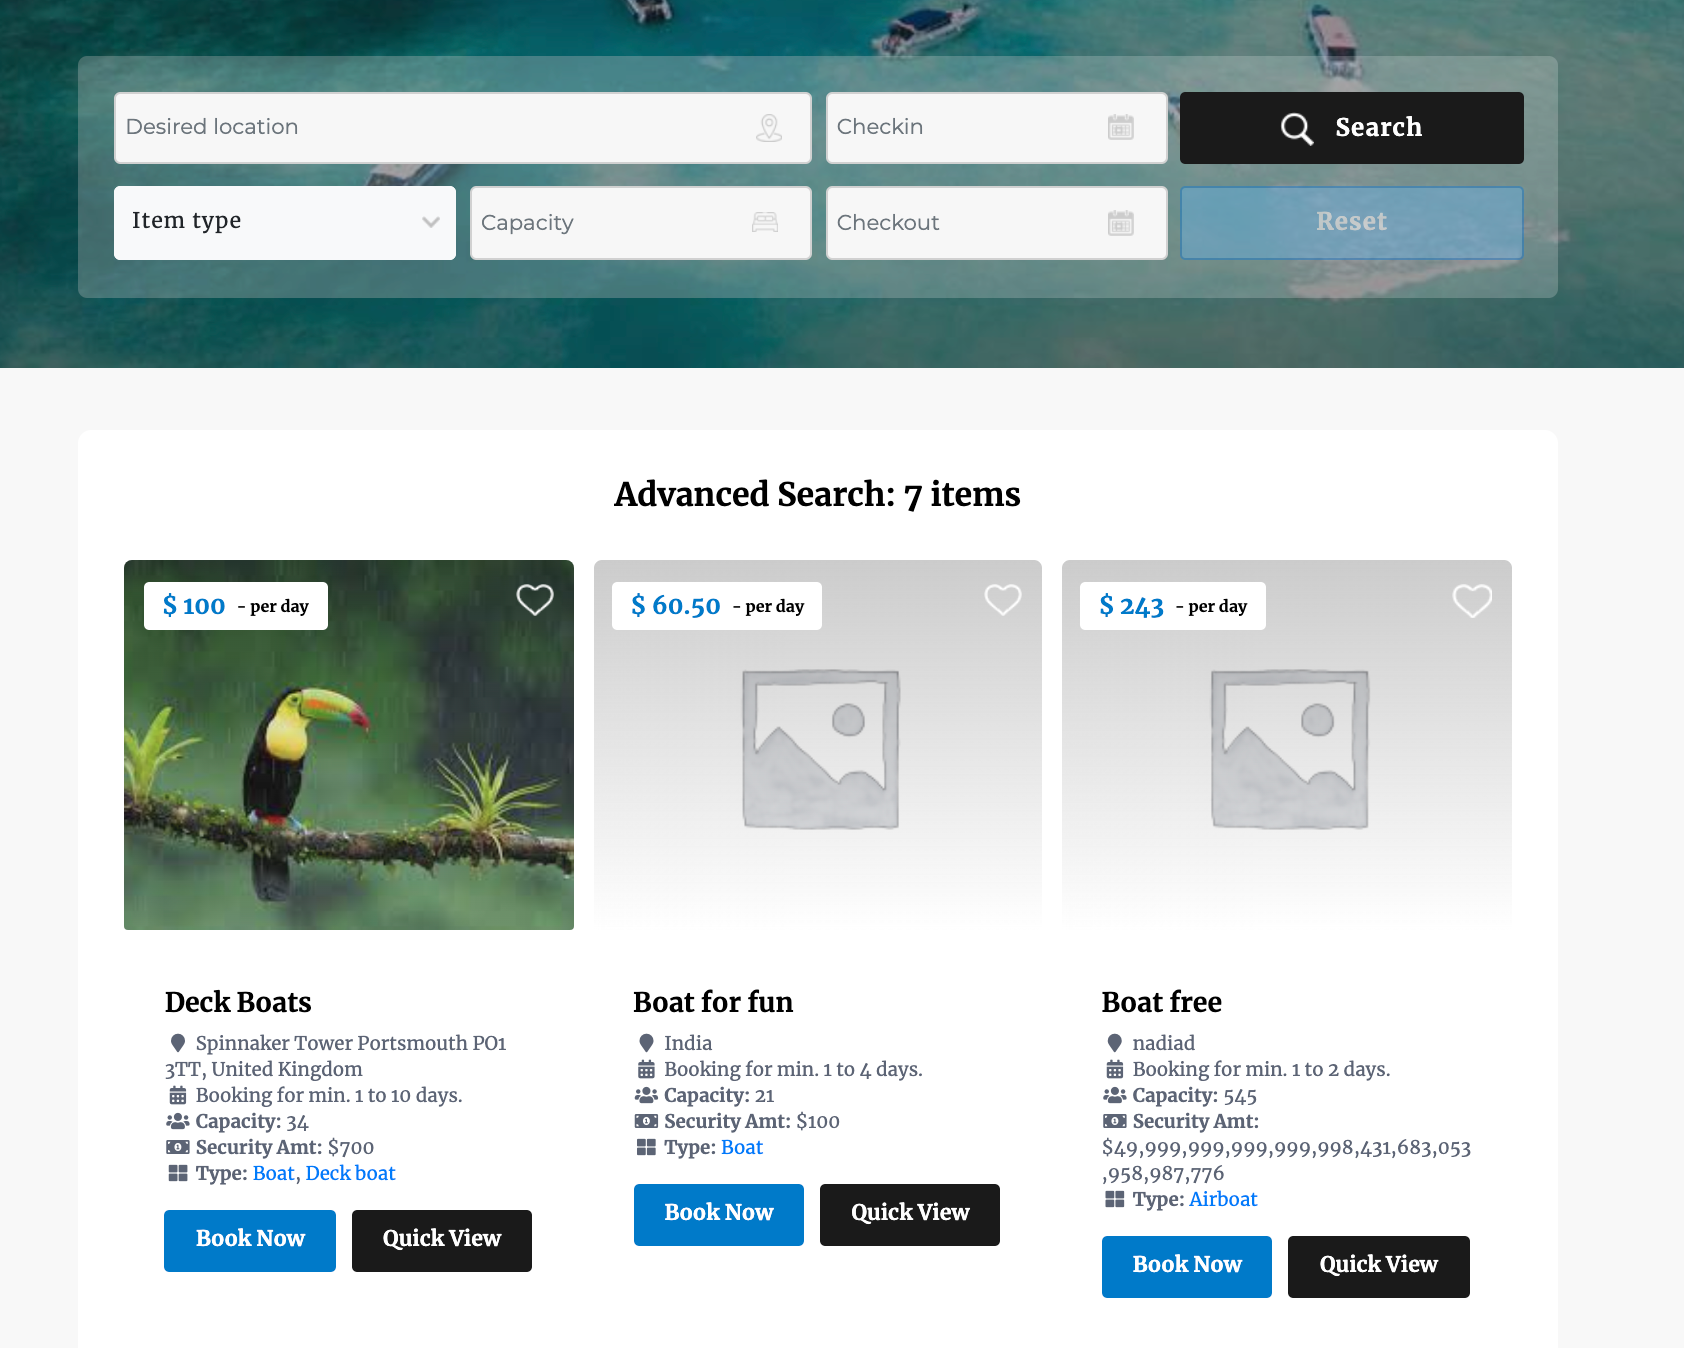 Desired location
Checkin
Search
Item type
Capacity
Checkout
Reset
Advanced Search: 7 items
$ 100 - per day
$ 60.50 - per day
$ 243 - per day
Deck Boats
Spinnaker Tower Portsmouth PO1
3TT, United Kingdom
Booking for min. 1 to 10 days.
Capacity: 34
Security Amt: $700
Type: Boat, Deck boat
Book Now
Quick View
Boat for fun
India
Booking for min. 1 to 4 days.
Capacity: 21
Security Amt: $100
Type: Boat
Book Now
Quick View
Boat free
nadiad
Booking for min. 1 to 2 days.
Capacity: 545
Security Amt:
$49,999,999,999,999,998,431,683,053
,958,987,776
Type: Airboat
Book Now
Quick View